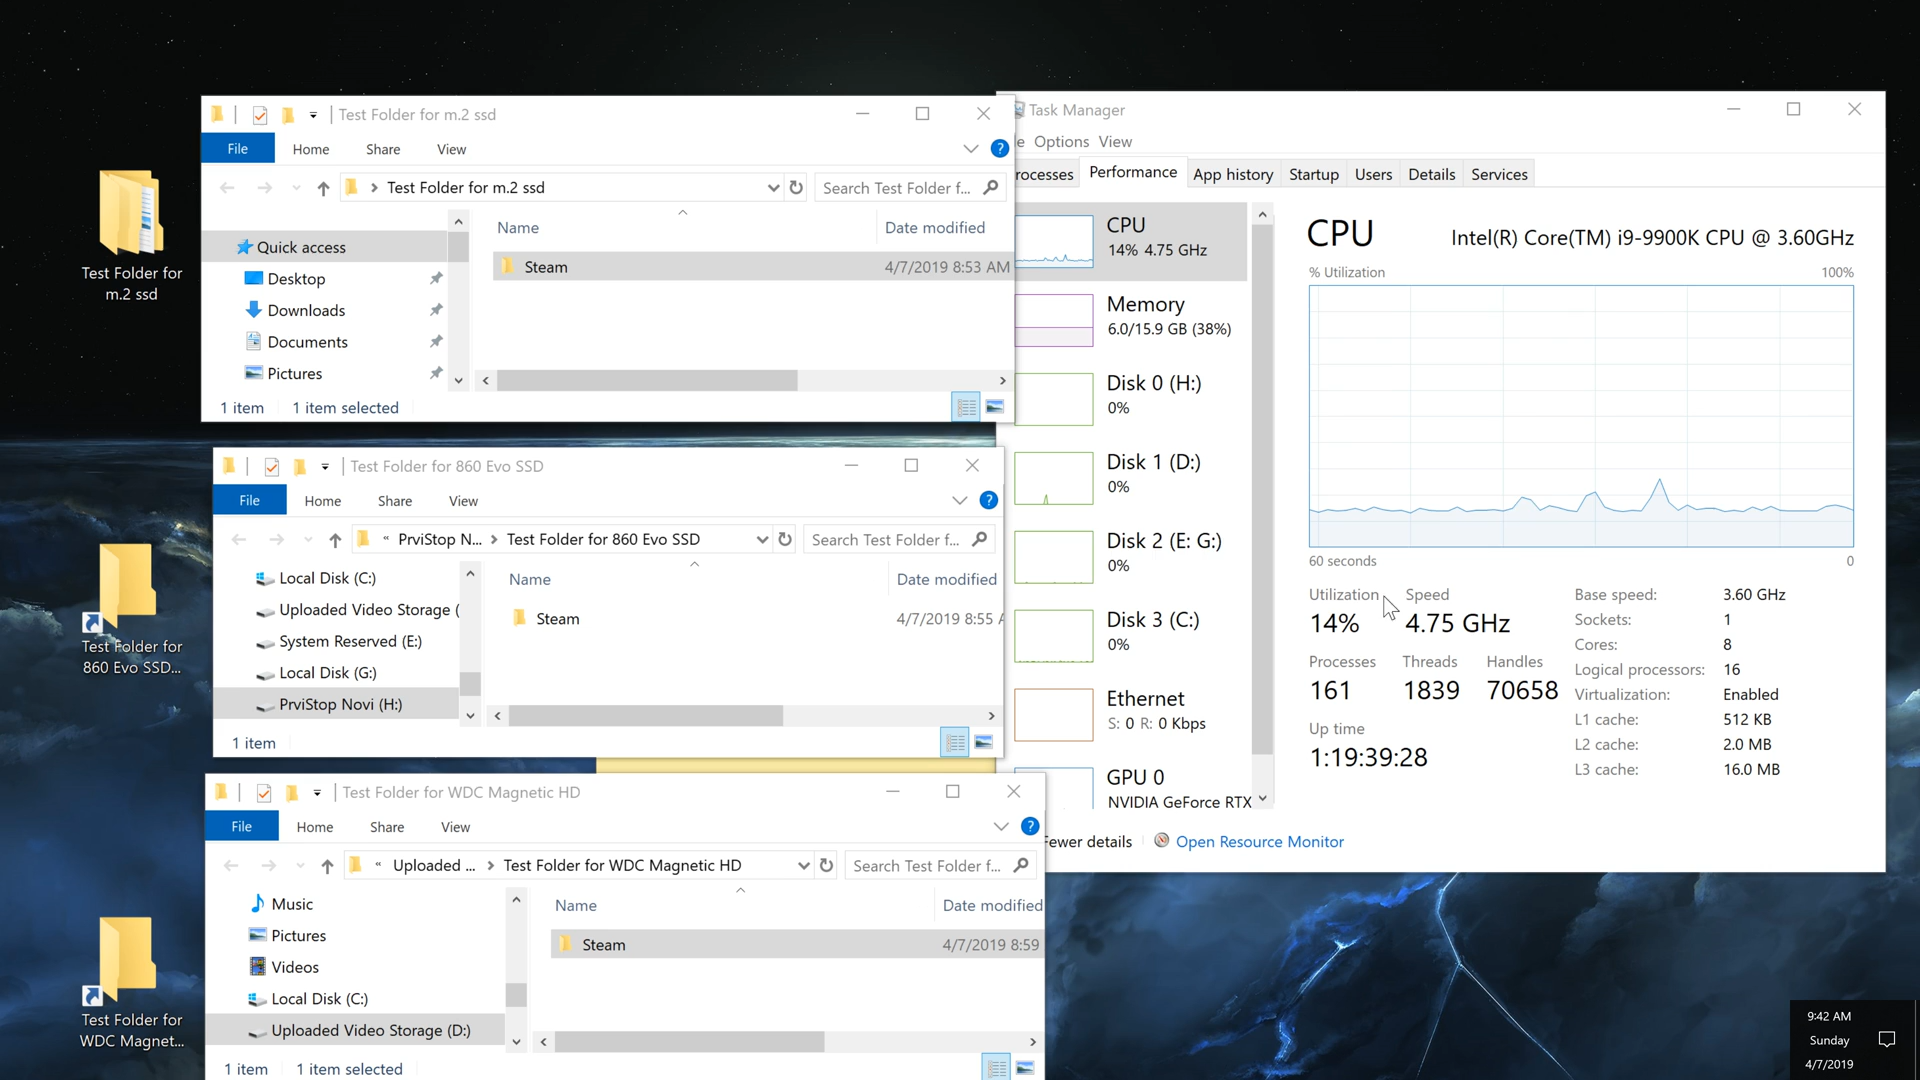 Test Folder for
m.2 ssd
Test Folder for
860 Evo SSD...
Test Folder for
WDC Magnet...
Test Folder for m.2 ssd
File Home Share View
Test Folder for m.2 ssd
Search Test Folder f...
Name Date modified
Quick access
Desktop
Downloads
Documents
Pictures
Steam 4/7/2019 8:53 AM
1 item 1 item selected
Test Folder for 860 Evo SSD
File Home Share View
« PrviStop N... Test Folder for 860 Evo SSD
Search Test Folder f...
Name Date modified
Local Disk (C:)
Uploaded Video Storage (
System Reserved (E:)
Local Disk (G:)
PrviStop Novi (H:)
Steam 4/7/2019 8:55
1 item
Test Folder for WDC Magnetic HD
File Home Share View
« Uploaded ... Test Folder for WDC Magnetic HD
Search Test Folder f...
Name Date modified
Music
Pictures
Videos
Local Disk (C:)
Uploaded Video Storage (D:)
Steam 4/7/2019 8:59
1 item 1 item selected
Task Manager
e Options View
rocesses Performance App history Startup Users Details Services
CPU
14% 4.75 GHz
Memory
6.0/15.9 GB (38%)
Disk 0 (H:)
0%
Disk 1 (D:)
0%
Disk 2 (E: G:)
0%
Disk 3 (C:)
0%
Ethernet
S: 0 R: 0 Kbps
GPU 0
NVIDIA GeForce RTX
CPU Intel(R) Core(TM) i9-9900K CPU @ 3.60GHz
% Utilization 100%
60 seconds 0
Utilization Speed
14% 4.75 GHz
Processes Threads Handles
161 1839 70658
Up time
1:19:39:28
Base speed: 3.60 GHz
Sockets: 1
Cores: 8
Logical processors: 16
Virtualization: Enabled
L1 cache: 512 KB
L2 cache: 2.0 MB
L3 cache: 16.0 MB
Fewer details Open Resource Monitor
9:42 AM
Sunday
4/7/2019